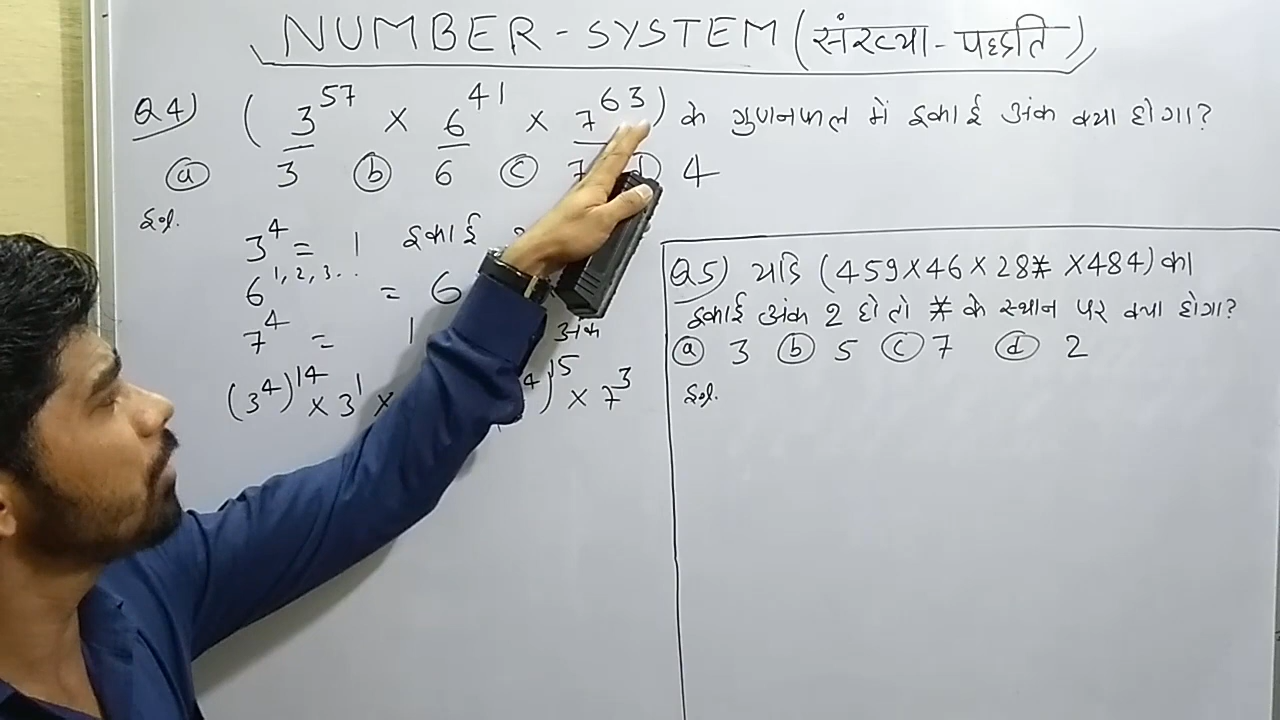 NUMBER - SYSTEM (संख्या - पद्धति)
Q4) (3^57 × 6^41 × 7^63) के गुणनफल में इकाई अंक क्या होगा?
(a) 3 (b) 6 (c) 7 (d) 4
Sol.
3^4 = 1 इकाई
6^1,2,3.. = 6
7^4 = 1 अंक
(3^4)^14 × 3^1 × 4)^15 × 7^3
Q5) यदि (459×46×28* ×484) का
इकाई अंक 2 हो तो * के स्थान पर क्या होगा?
(a) 3 (b) 5 (c) 7 (d) 2
Sol.